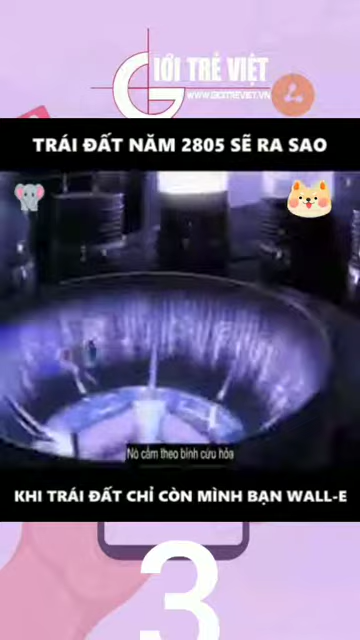 GIỚI TRẺ VIỆT
WWW.GIOITREVIET.VN
TRÁI ĐẤT NĂM 2805 SẼ RA SAO
Nó cầm theo bình cứu hỏa
KHI TRÁI ĐẤT CHỈ CÒN MÌNH BẠN WALL-E
3